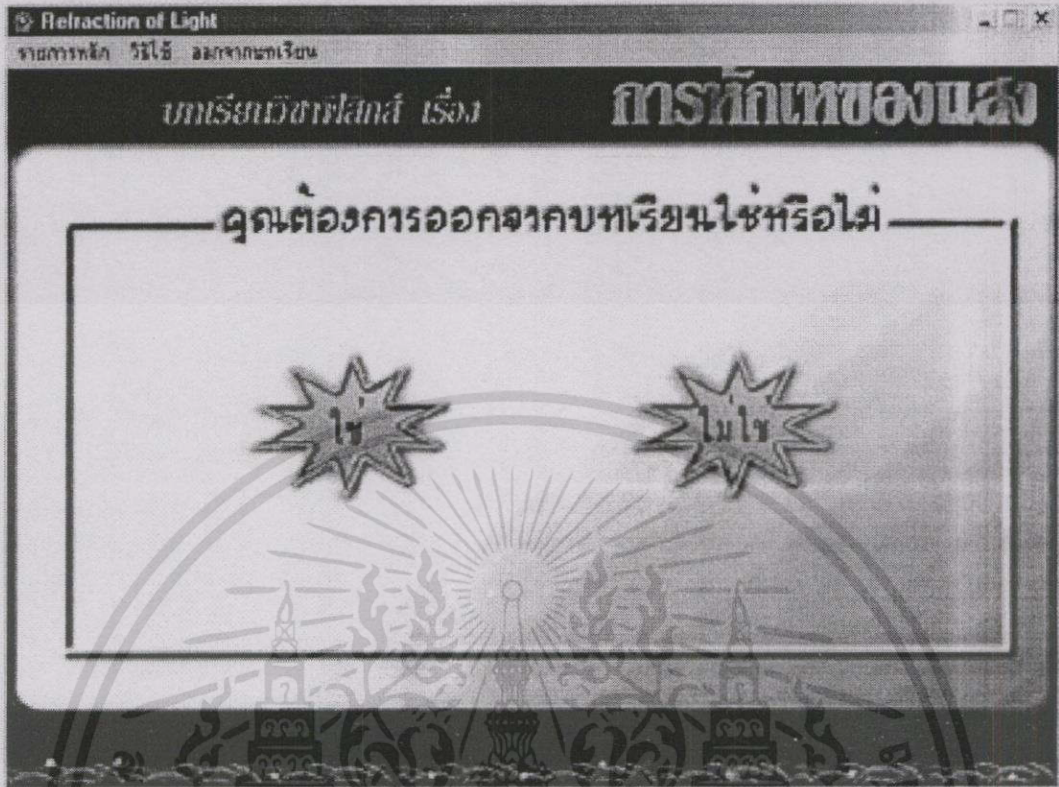 Refraction of Light
รายการหลัก วิธีใช้ ออกจากบทเรียน
บทเรียนวิชาฟิสิกส์ เรื่อง การหักเหของแสง
คุณต้องการออกจากบทเรียนใช่หรือไม่
ใช่ ไม่ใช่